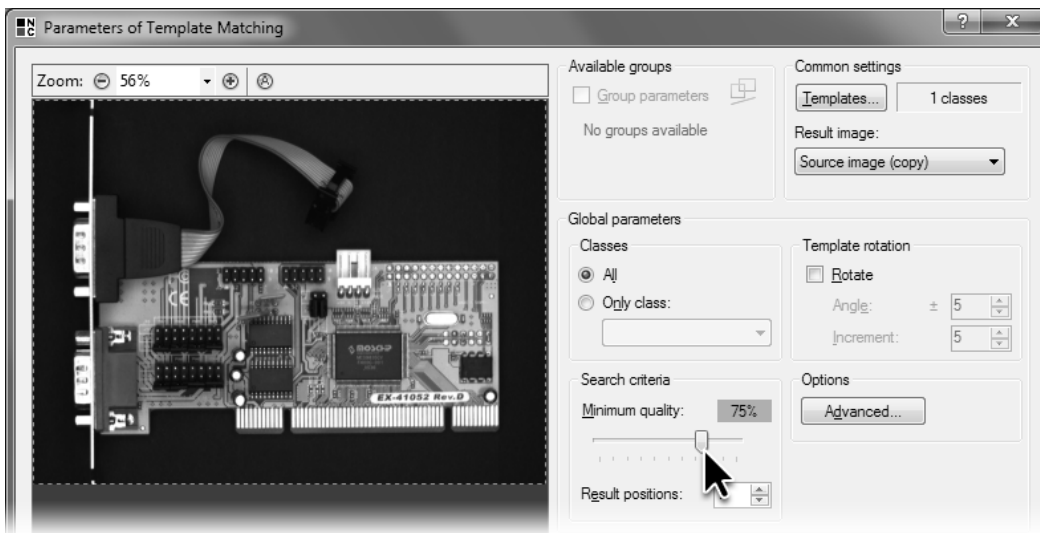 Parameters of Template Matching
Zoom: 56%
Available groups
Group parameters
No groups available
Common settings
Templates... 1 classes
Result image:
Source image (copy)
Global parameters
Classes
All
Only class:
Template rotation
Rotate
Angle: ± 5
Increment: 5
Search criteria
Minimum quality: 75%
Result positions:
Options
Advanced...
CE
EX-41052 Rev.D